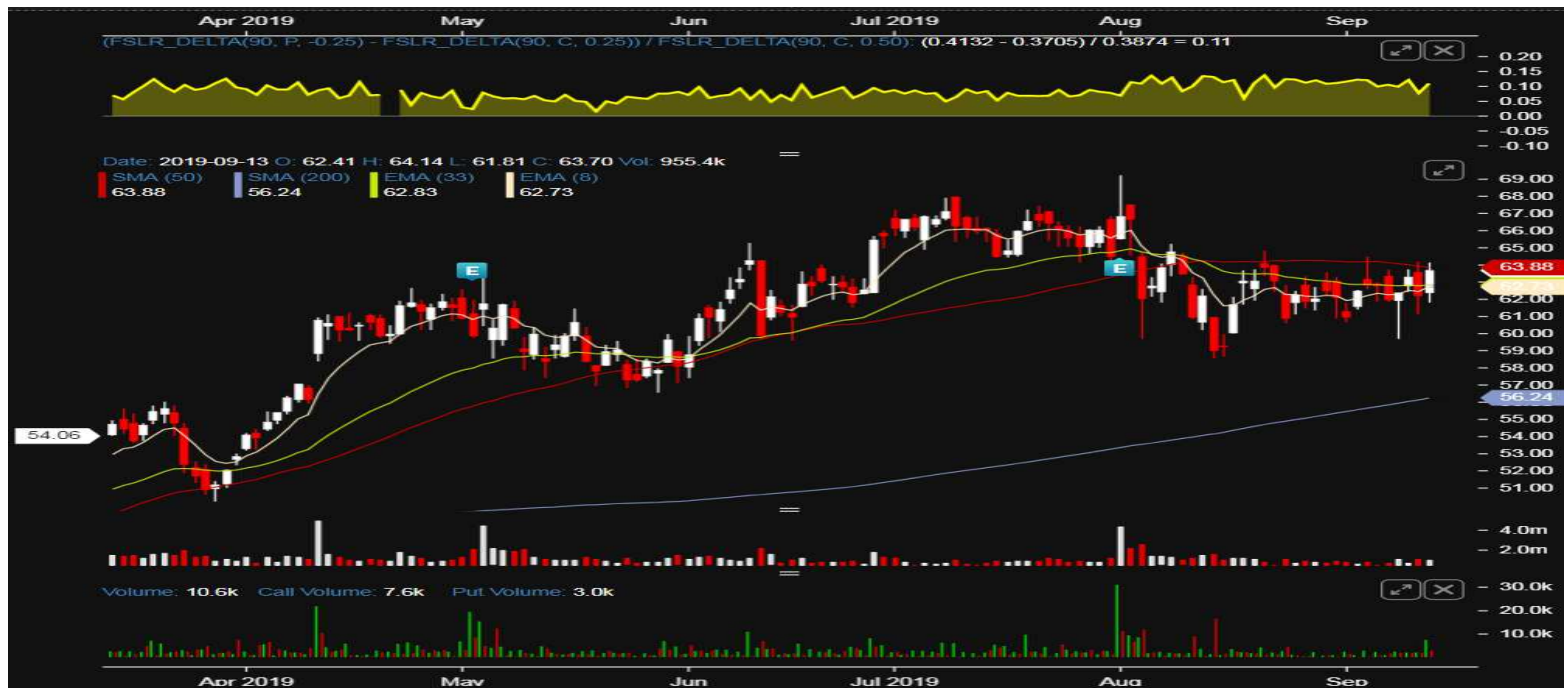 Apr 2019 May Jun Jul 2019 Aug Sep
(FSLR_DELTA(90, P, -0.25) - FSLR_DELTA(90, C, 0.25)) / FSLR_DELTA(90, C, 0.50): (0.4132 - 0.3705) / 0.3874 = 0.11
0.20
0.15
0.10
0.05
0.00
-0.05
-0.10
Date: 2019-09-13 O: 62.41 H: 64.14 L: 61.81 C: 63.70 Vol: 955.4k
SMA (50) SMA (200) EMA (33) EMA (8)
63.88 56.24 62.83 62.73
69.00
68.00
67.00
66.00
65.00
63.88
62.73
62.00
61.00
60.00
59.00
58.00
57.00
56.24
55.00
54.00
53.00
52.00
51.00
E
E
54.06
4.0m
2.0m
Volume: 10.6k Call Volume: 7.6k Put Volume: 3.0k
30.0k
20.0k
10.0k
Apr 2019 May Jun Jul 2019 Aug Sep